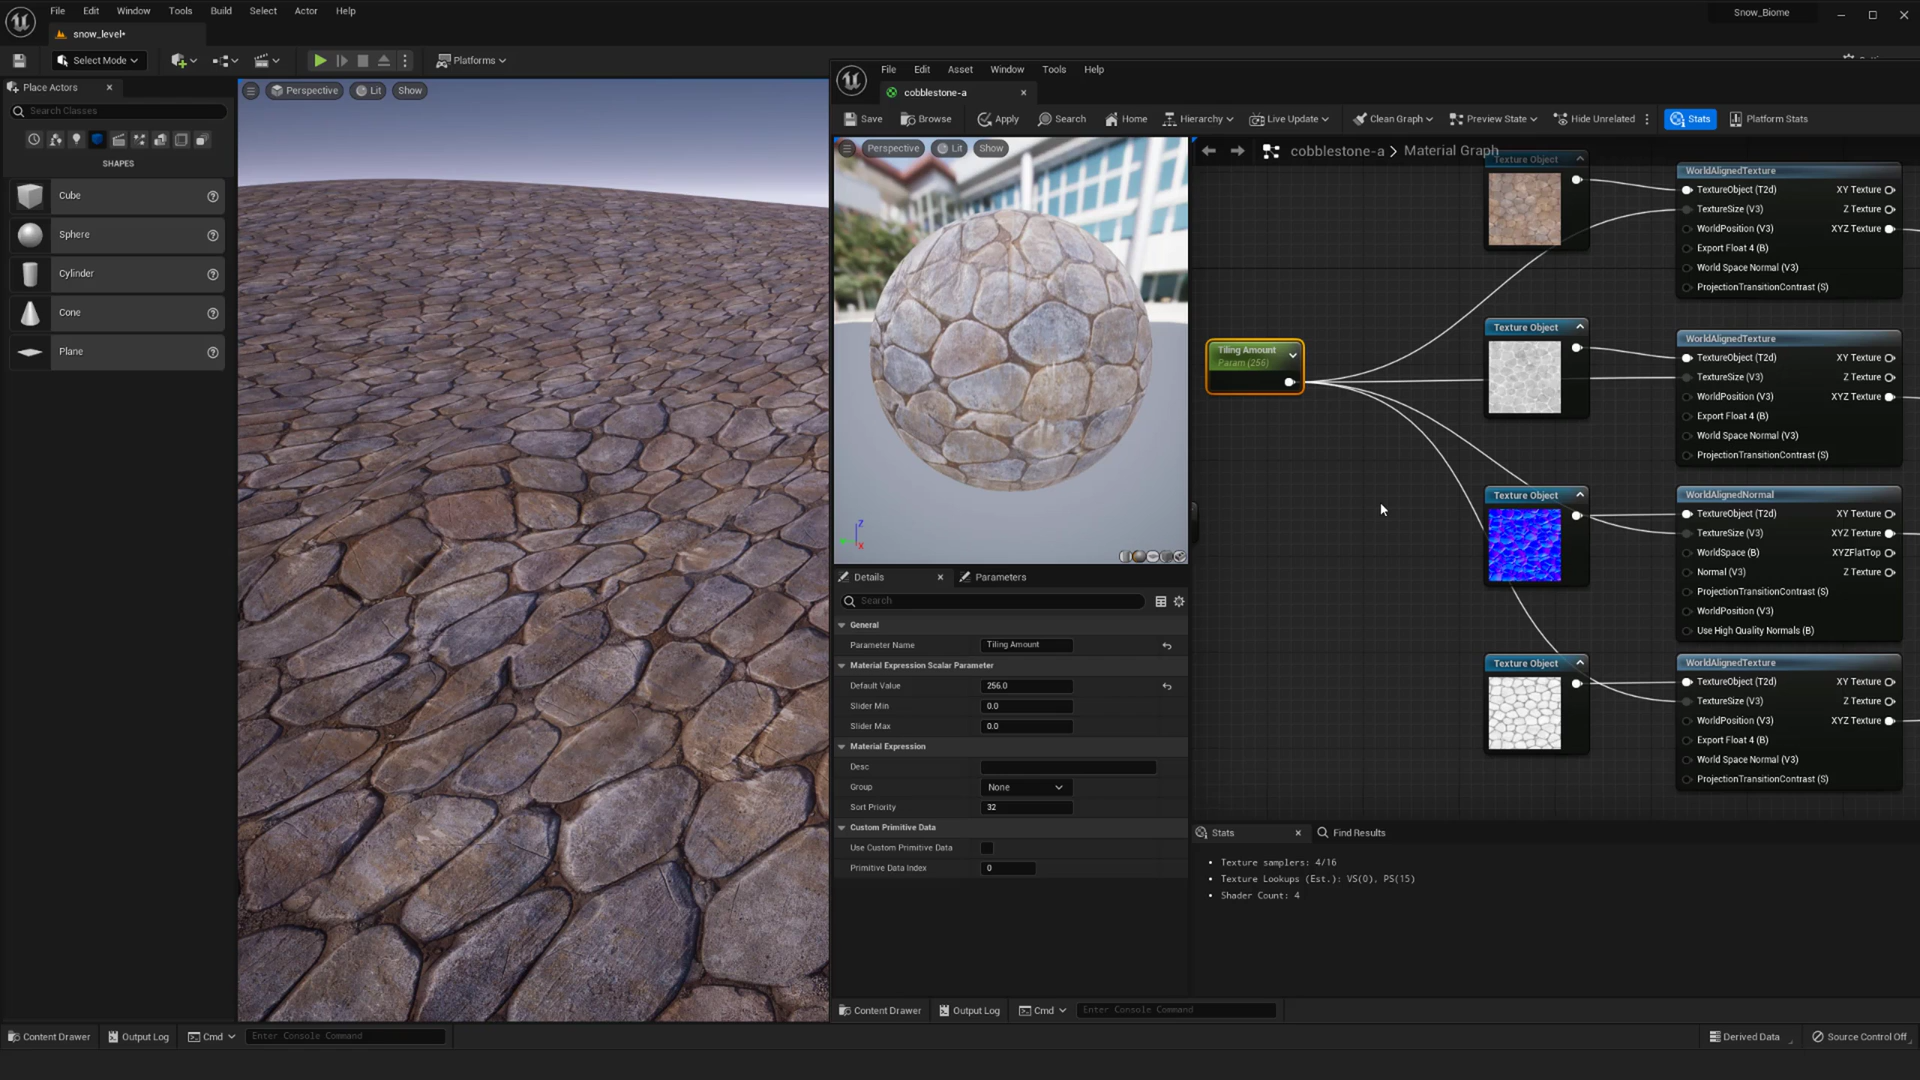 File Edit Window Tools Build Select Actor Help
Snow_Biome
snow_level•
Select Mode
Platforms
Place Actors
Search Classes
SHAPES
Cube
Sphere
Cylinder
Cone
Plane
Perspective Lit Show
File Edit Asset Window Tools Help
cobblestone-a
Save Browse Apply Search Home Hierarchy Live Update Clean Graph Preview State Hide Unrelated Stats Platform Stats
Perspective Lit Show
Z
X
cobblestone-a > Material Graph
Tiling Amount
Param (256)
Texture Object
WorldAlignedTexture
TextureObject (T2d) XY Texture
TextureSize (V3) Z Texture
WorldPosition (V3) XYZ Texture
Export Float 4 (B)
World Space Normal (V3)
ProjectionTransitionContrast (S)
Texture Object
WorldAlignedTexture
TextureObject (T2d) XY Texture
TextureSize (V3) Z Texture
WorldPosition (V3) XYZ Texture
Export Float 4 (B)
World Space Normal (V3)
ProjectionTransitionContrast (S)
Texture Object
WorldAlignedNormal
TextureObject (T2d) XY Texture
TextureSize (V3) XYZ Texture
WorldSpace (B) XYZFlatTop
Normal (V3) Z Texture
ProjectionTransitionContrast (S)
WorldPosition (V3)
Use High Quality Normals (B)
Texture Object
WorldAlignedTexture
TextureObject (T2d) XY Texture
TextureSize (V3) Z Texture
WorldPosition (V3) XYZ Texture
Export Float 4 (B)
World Space Normal (V3)
ProjectionTransitionContrast (S)
Details Parameters
Search
General
Parameter Name Tiling Amount
Material Expression Scalar Parameter
Default Value 256.0
Slider Min 0.0
Slider Max 0.0
Material Expression
Desc
Group None
Sort Priority 32
Custom Primitive Data
Use Custom Primitive Data
Primitive Data Index 0
Stats Find Results
Texture samplers: 4/16
Texture Lookups (Est.): VS(0), PS(15)
Shader Count: 4
Content Drawer Output Log Cmd Enter Console Command
Content Drawer Output Log Cmd Enter Console Command
Derived Data Source Control Off